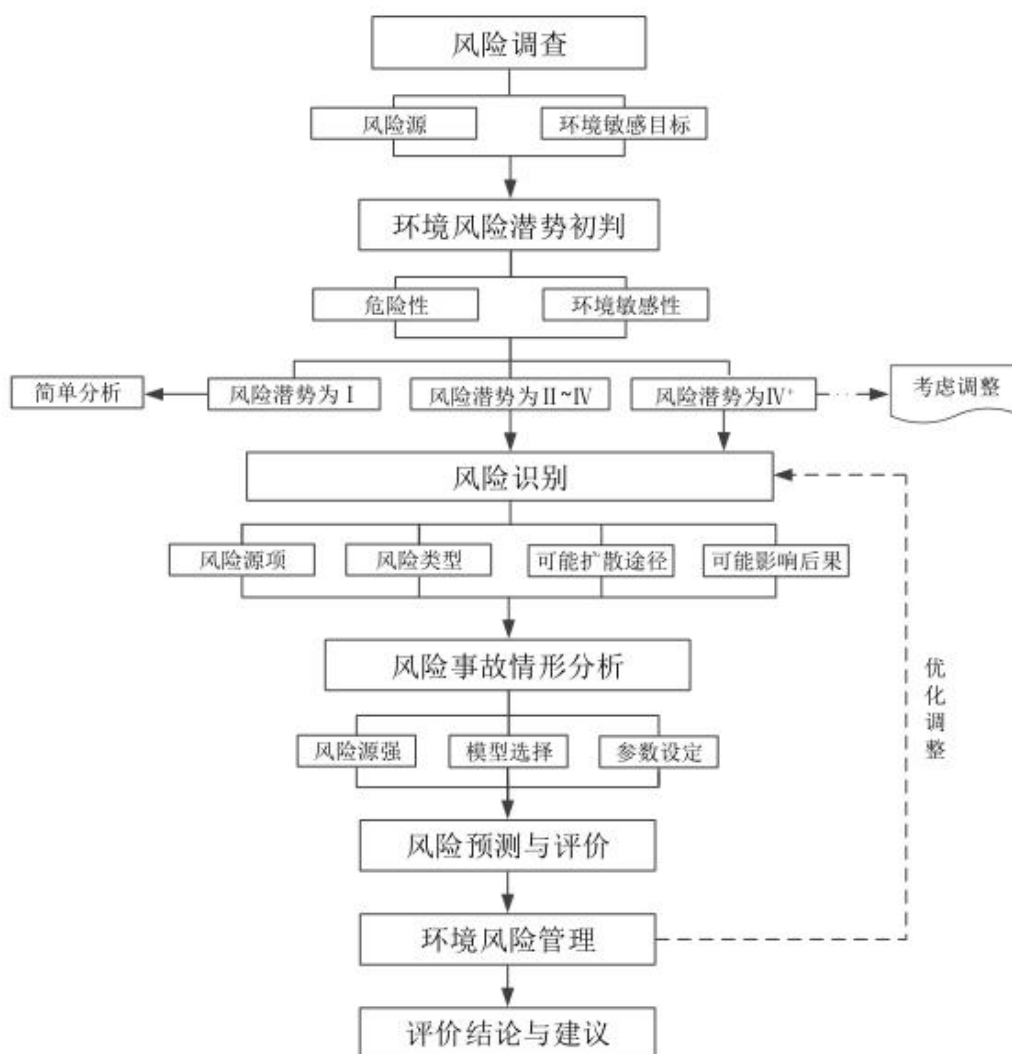 风险调查
风险源
环境敏感目标
环境风险潜势初判
危险性
环境敏感性
简单分析
风险潜势为Ⅰ
风险潜势为Ⅱ~Ⅳ
风险潜势为Ⅳ⁺
考虑调整
风险识别
风险源项
风险类型
可能扩散途径
可能影响后果
风险事故情形分析
优化调整
风险源强
模型选择
参数设定
风险预测与评价
环境风险管理
评价结论与建议